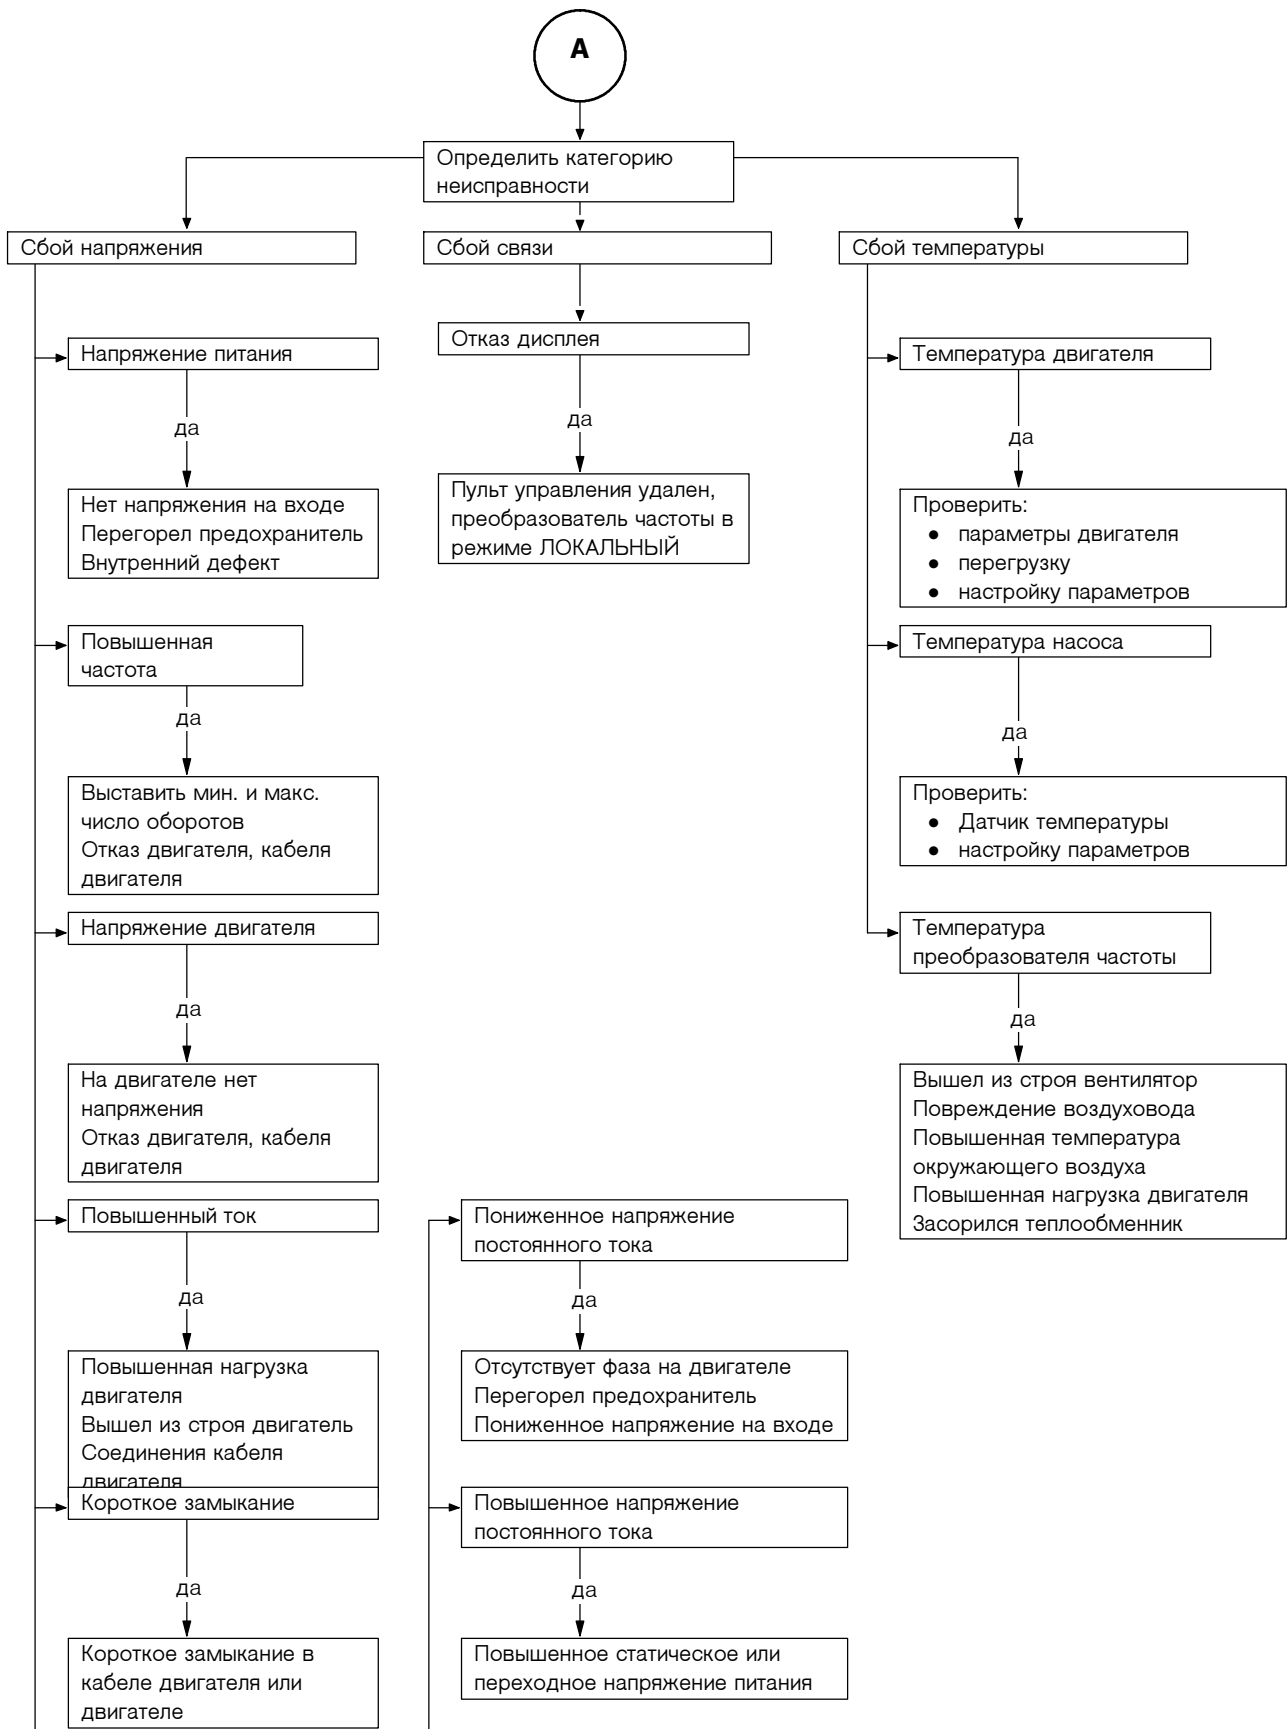 А
Определить категорию
неисправности
Сбой напряжения
Сбой связи
Сбой температуры
Напряжение питания
да
Нет напряжения на входе
Перегорел предохранитель
Внутренний дефект
Повышенная
частота
да
Выставить мин. и макс.
число оборотов
Отказ двигателя, кабеля
двигателя
Напряжение двигателя
да
На двигателе нет
напряжения
Отказ двигателя, кабеля
двигателя
Повышенный ток
да
Повышенная нагрузка
двигателя
Вышел из строя двигатель
Соединения кабеля
двигателя
Короткое замыкание
да
Короткое замыкание в
кабеле двигателя или
двигателе
Отказ дисплея
да
Пульт управления удален,
преобразователь частоты в
режиме ЛОКАЛЬНЫЙ
Пониженное напряжение
постоянного тока
да
Отсутствует фаза на двигателе
Перегорел предохранитель
Пониженное напряжение на входе
Повышенное напряжение
постоянного тока
да
Повышенное статическое или
переходное напряжение питания
Температура двигателя
да
Проверить:
● параметры двигателя
● перегрузку
● настройку параметров
Температура насоса
да
Проверить:
● Датчик температуры
● настройку параметров
Температура
преобразователя частоты
да
Вышел из строя вентилятор
Повреждение воздуховода
Повышенная температура
окружающего воздуха
Повышенная нагрузка двигателя
Засорился теплообменник